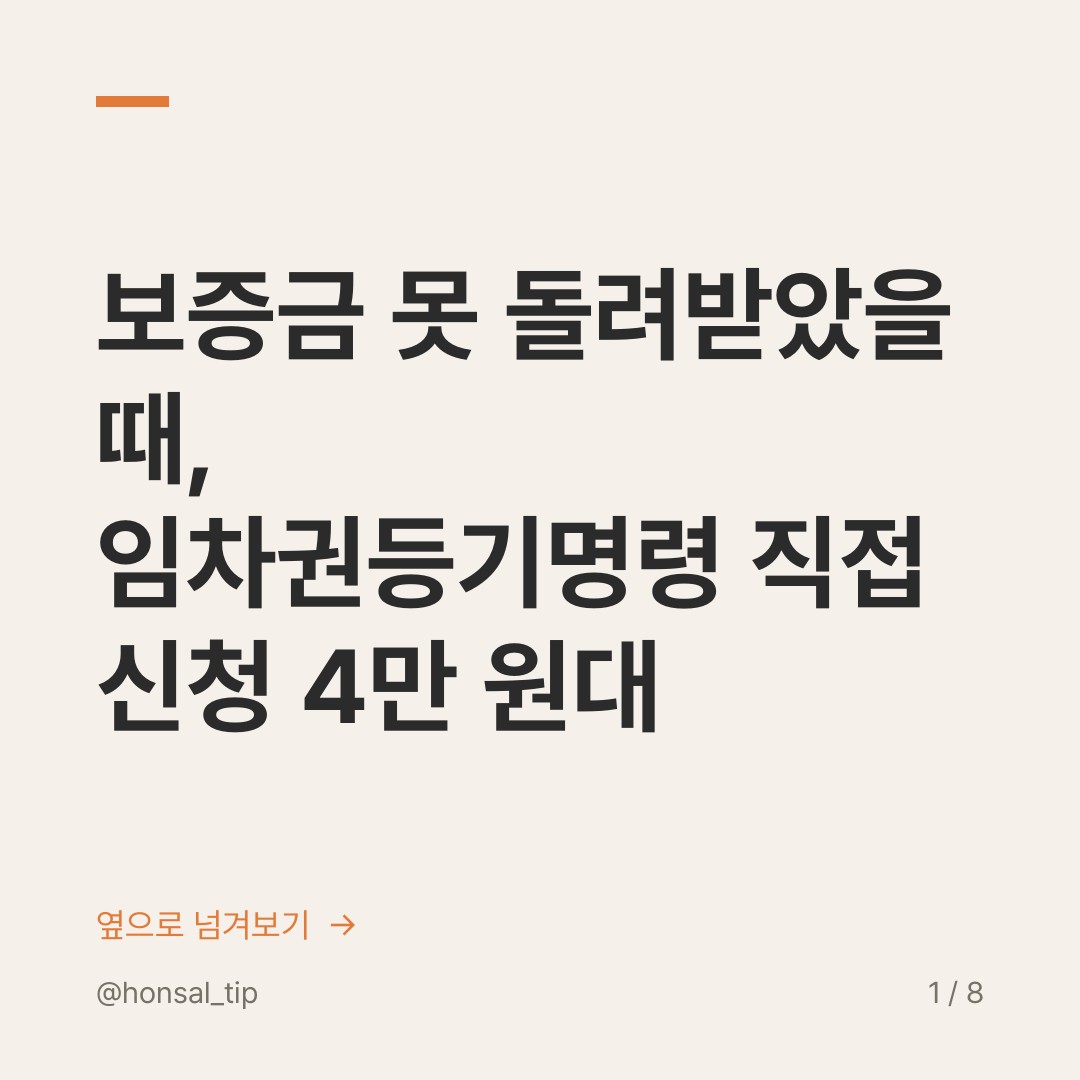 보증금 못 돌려받았을
때,
임차권등기명령 직접
신청 4만 원대
옆으로 넘겨보기 →
@honsal_tip
1 / 8